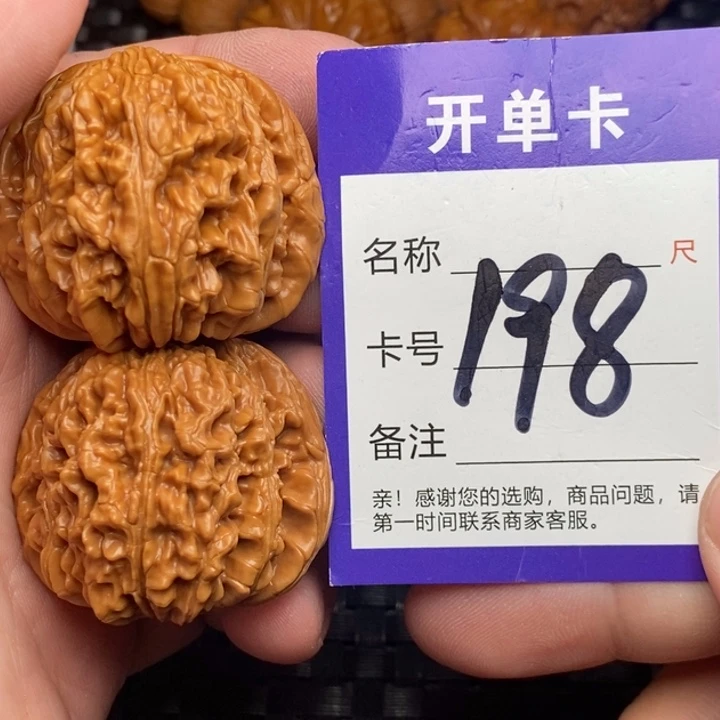 开单卡
名称 尺
卡号 198
备注
亲！感谢您的选购，商品问题，请
第一时间联系商家客服。